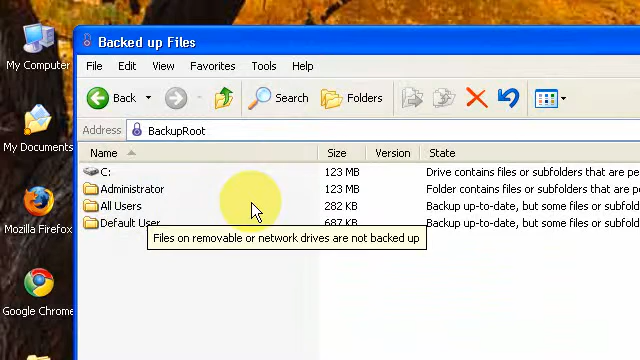 Backed up Files
File Edit View Favorites Tools Help
Back Search Folders
Address BackupRoot
Name Size Version State
C: 123 MB Drive contains files or subfolders that are pe
Administrator 123 MB Folder contains files or subfolders that are pe
All Users 282 KB Backup up-to-date, but some files or subfold
Default User 687 KB Backup up-to-date, but some files or subfold
Files on removable or network drives are not backed up
My Computer
My Documents
Mozilla Firefox
Google Chrome